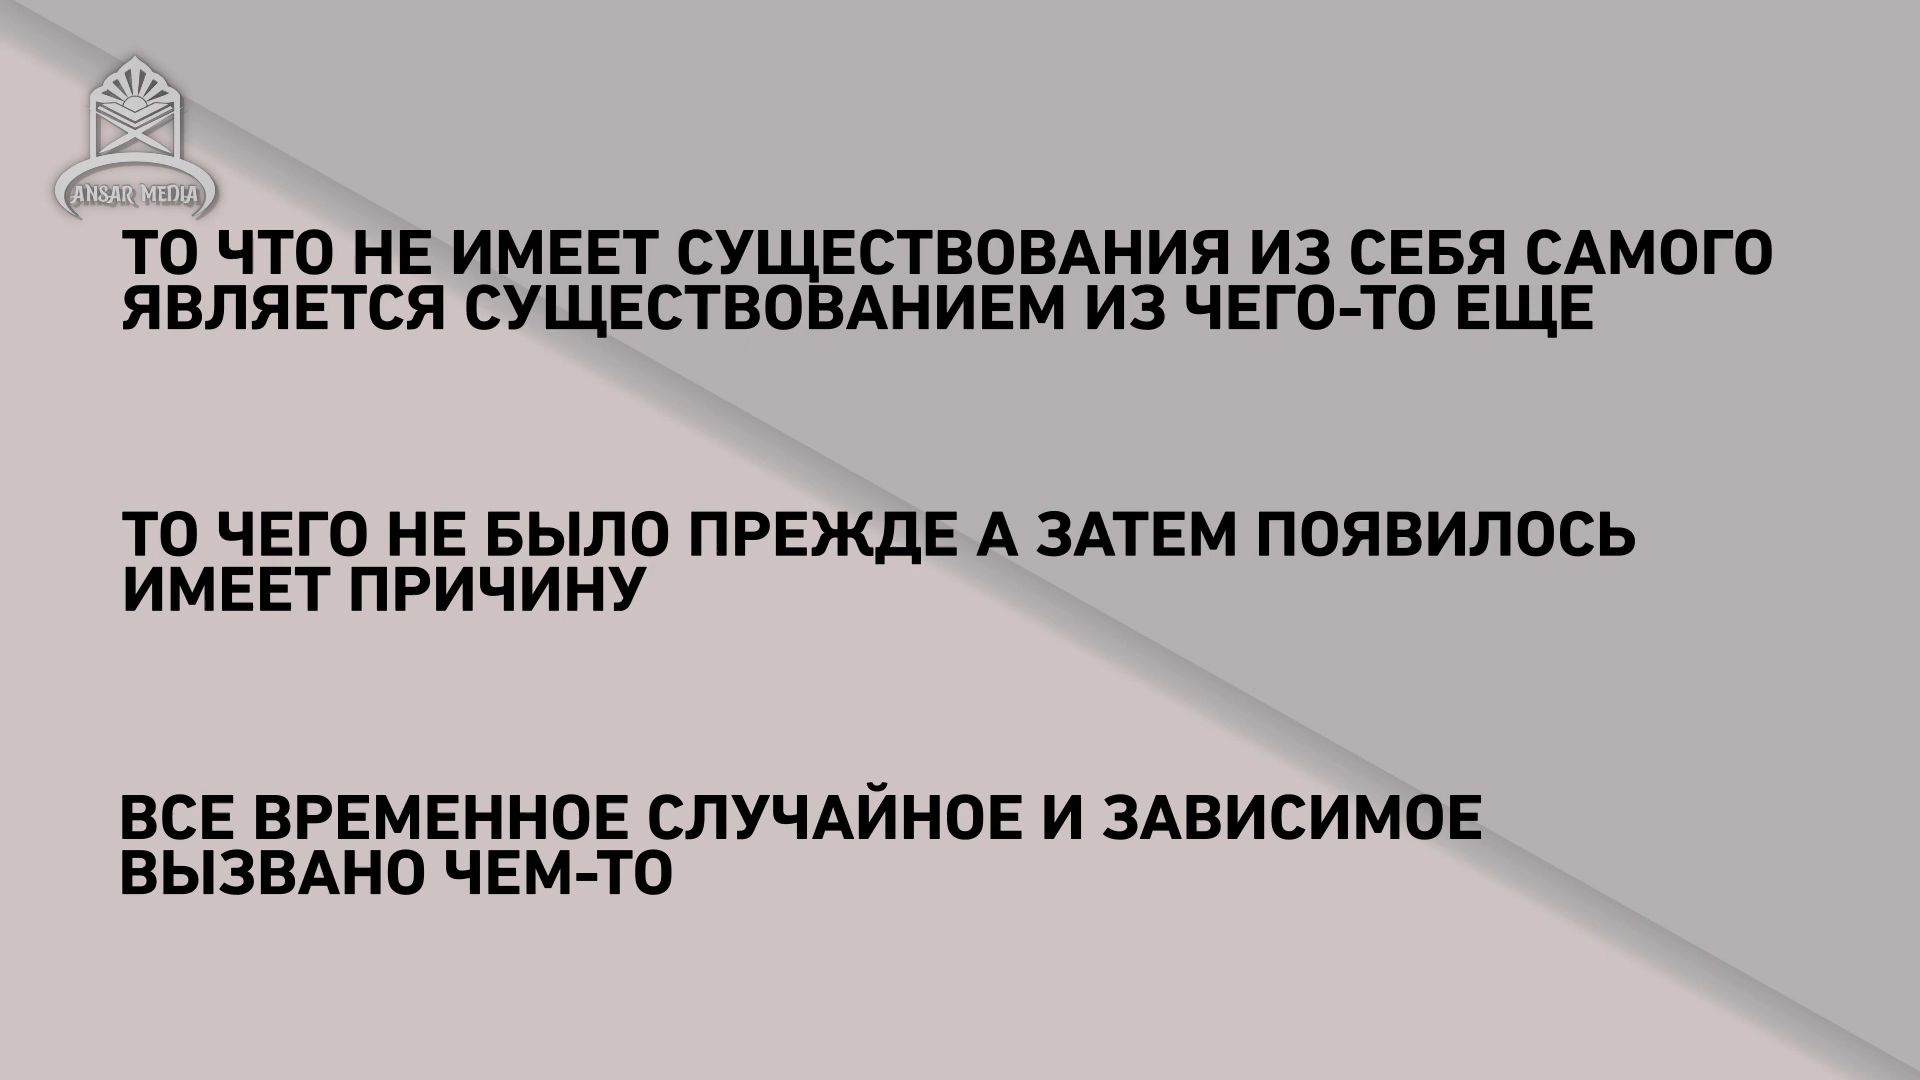 ANSAR MEDIA
ТО ЧТО НЕ ИМЕЕТ СУЩЕСТВОВАНИЯ ИЗ СЕБЯ САМОГО
ЯВЛЯЕТСЯ СУЩЕСТВОВАНИЕМ ИЗ ЧЕГО-ТО ЕЩЕ
ТО ЧЕГО НЕ БЫЛО ПРЕЖДЕ А ЗАТЕМ ПОЯВИЛОСЬ
ИМЕЕТ ПРИЧИНУ
ВСЕ ВРЕМЕННОЕ СЛУЧАЙНОЕ И ЗАВИСИМОЕ
ВЫЗВАНО ЧЕМ-ТО